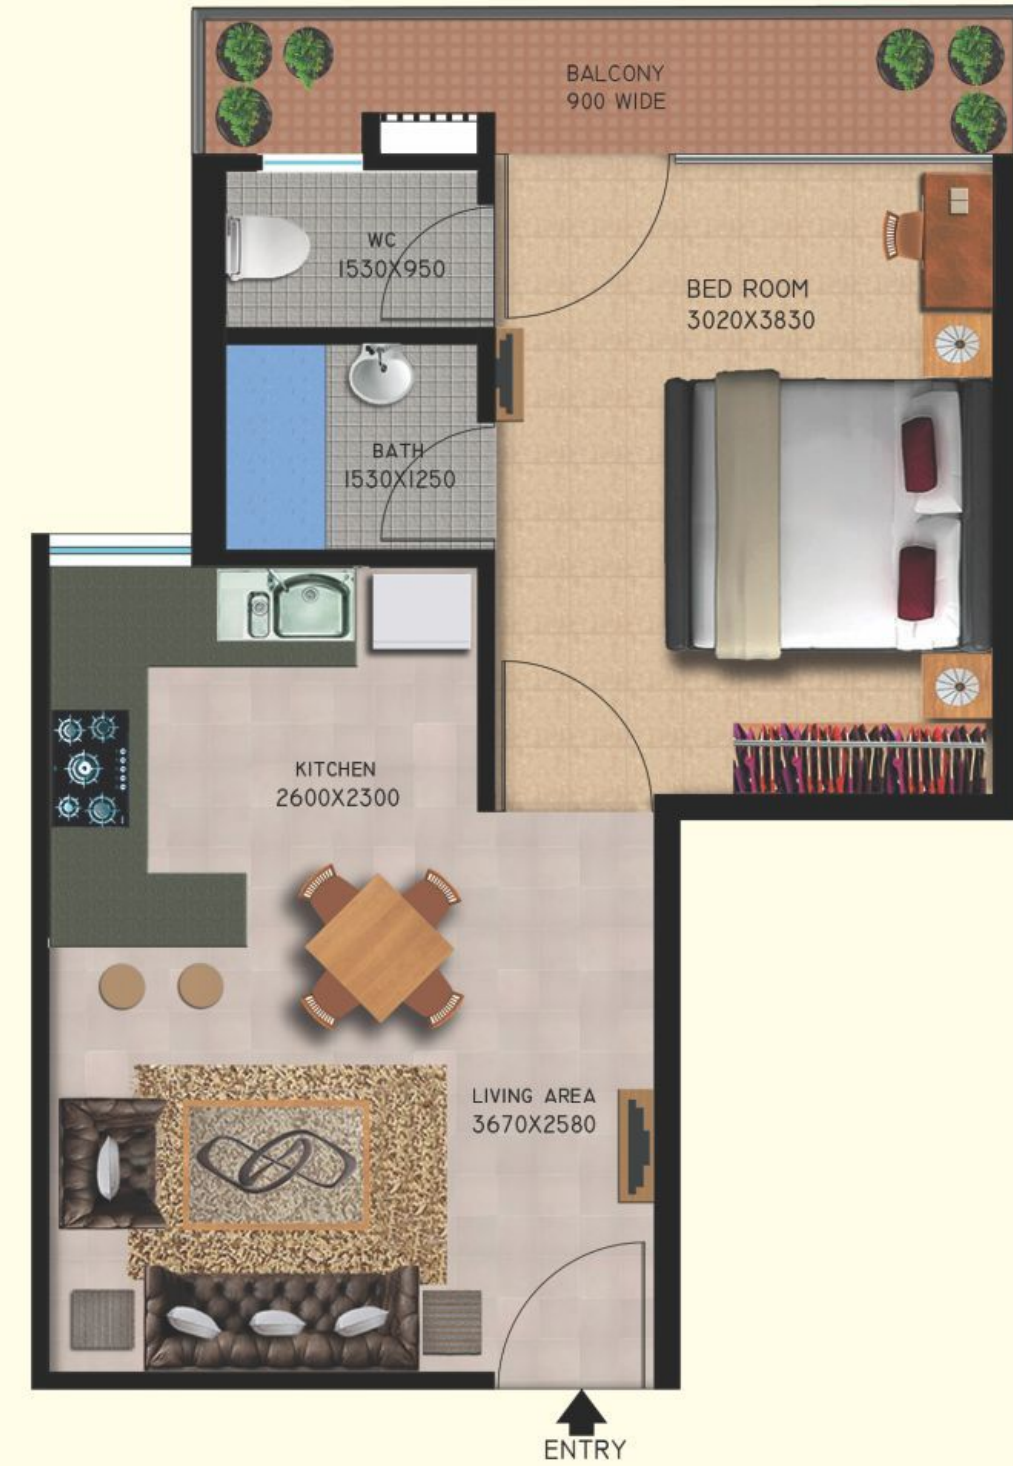 BALCONY
900 WIDE
WC
1530X950
BED ROOM
3020X3830
BATH
1530X1250
KITCHEN
2600X2300
LIVING AREA
3670X2580
ENTRY